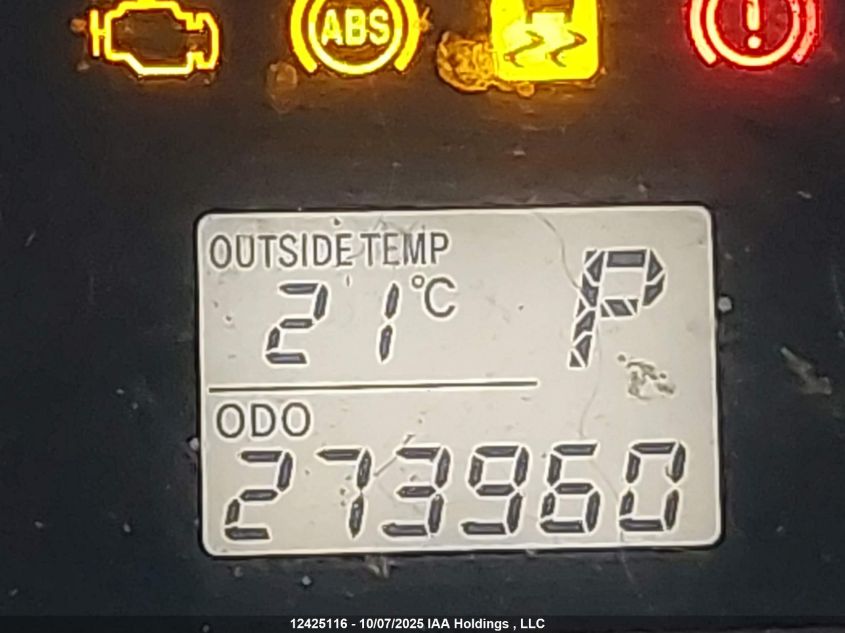 ABS
OUTSIDE TEMP
21°C P
ODO
273960
12425116 - 10/07/2025 IAA Holdings , LLC